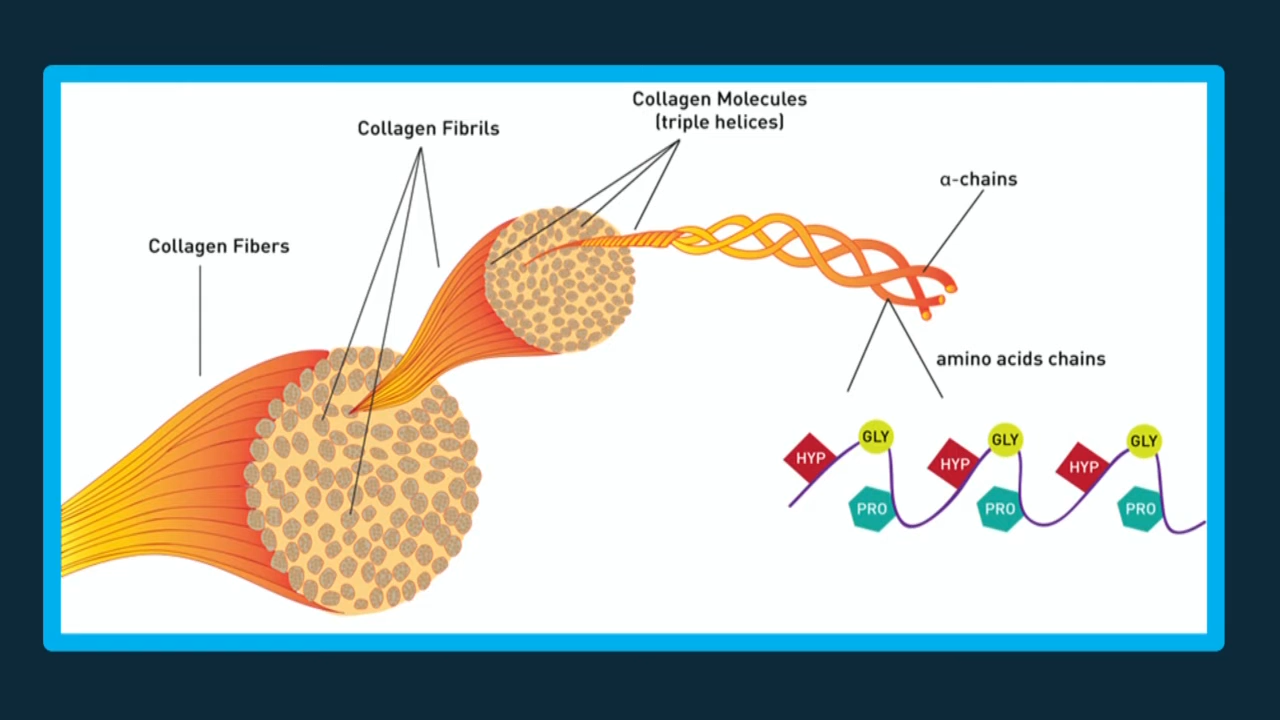 Collagen Molecules
(triple helices)
Collagen Fibrils
α-chains
Collagen Fibers
amino acids chains
HYP GLY HYP GLY HYP GLY
PRO PRO PRO